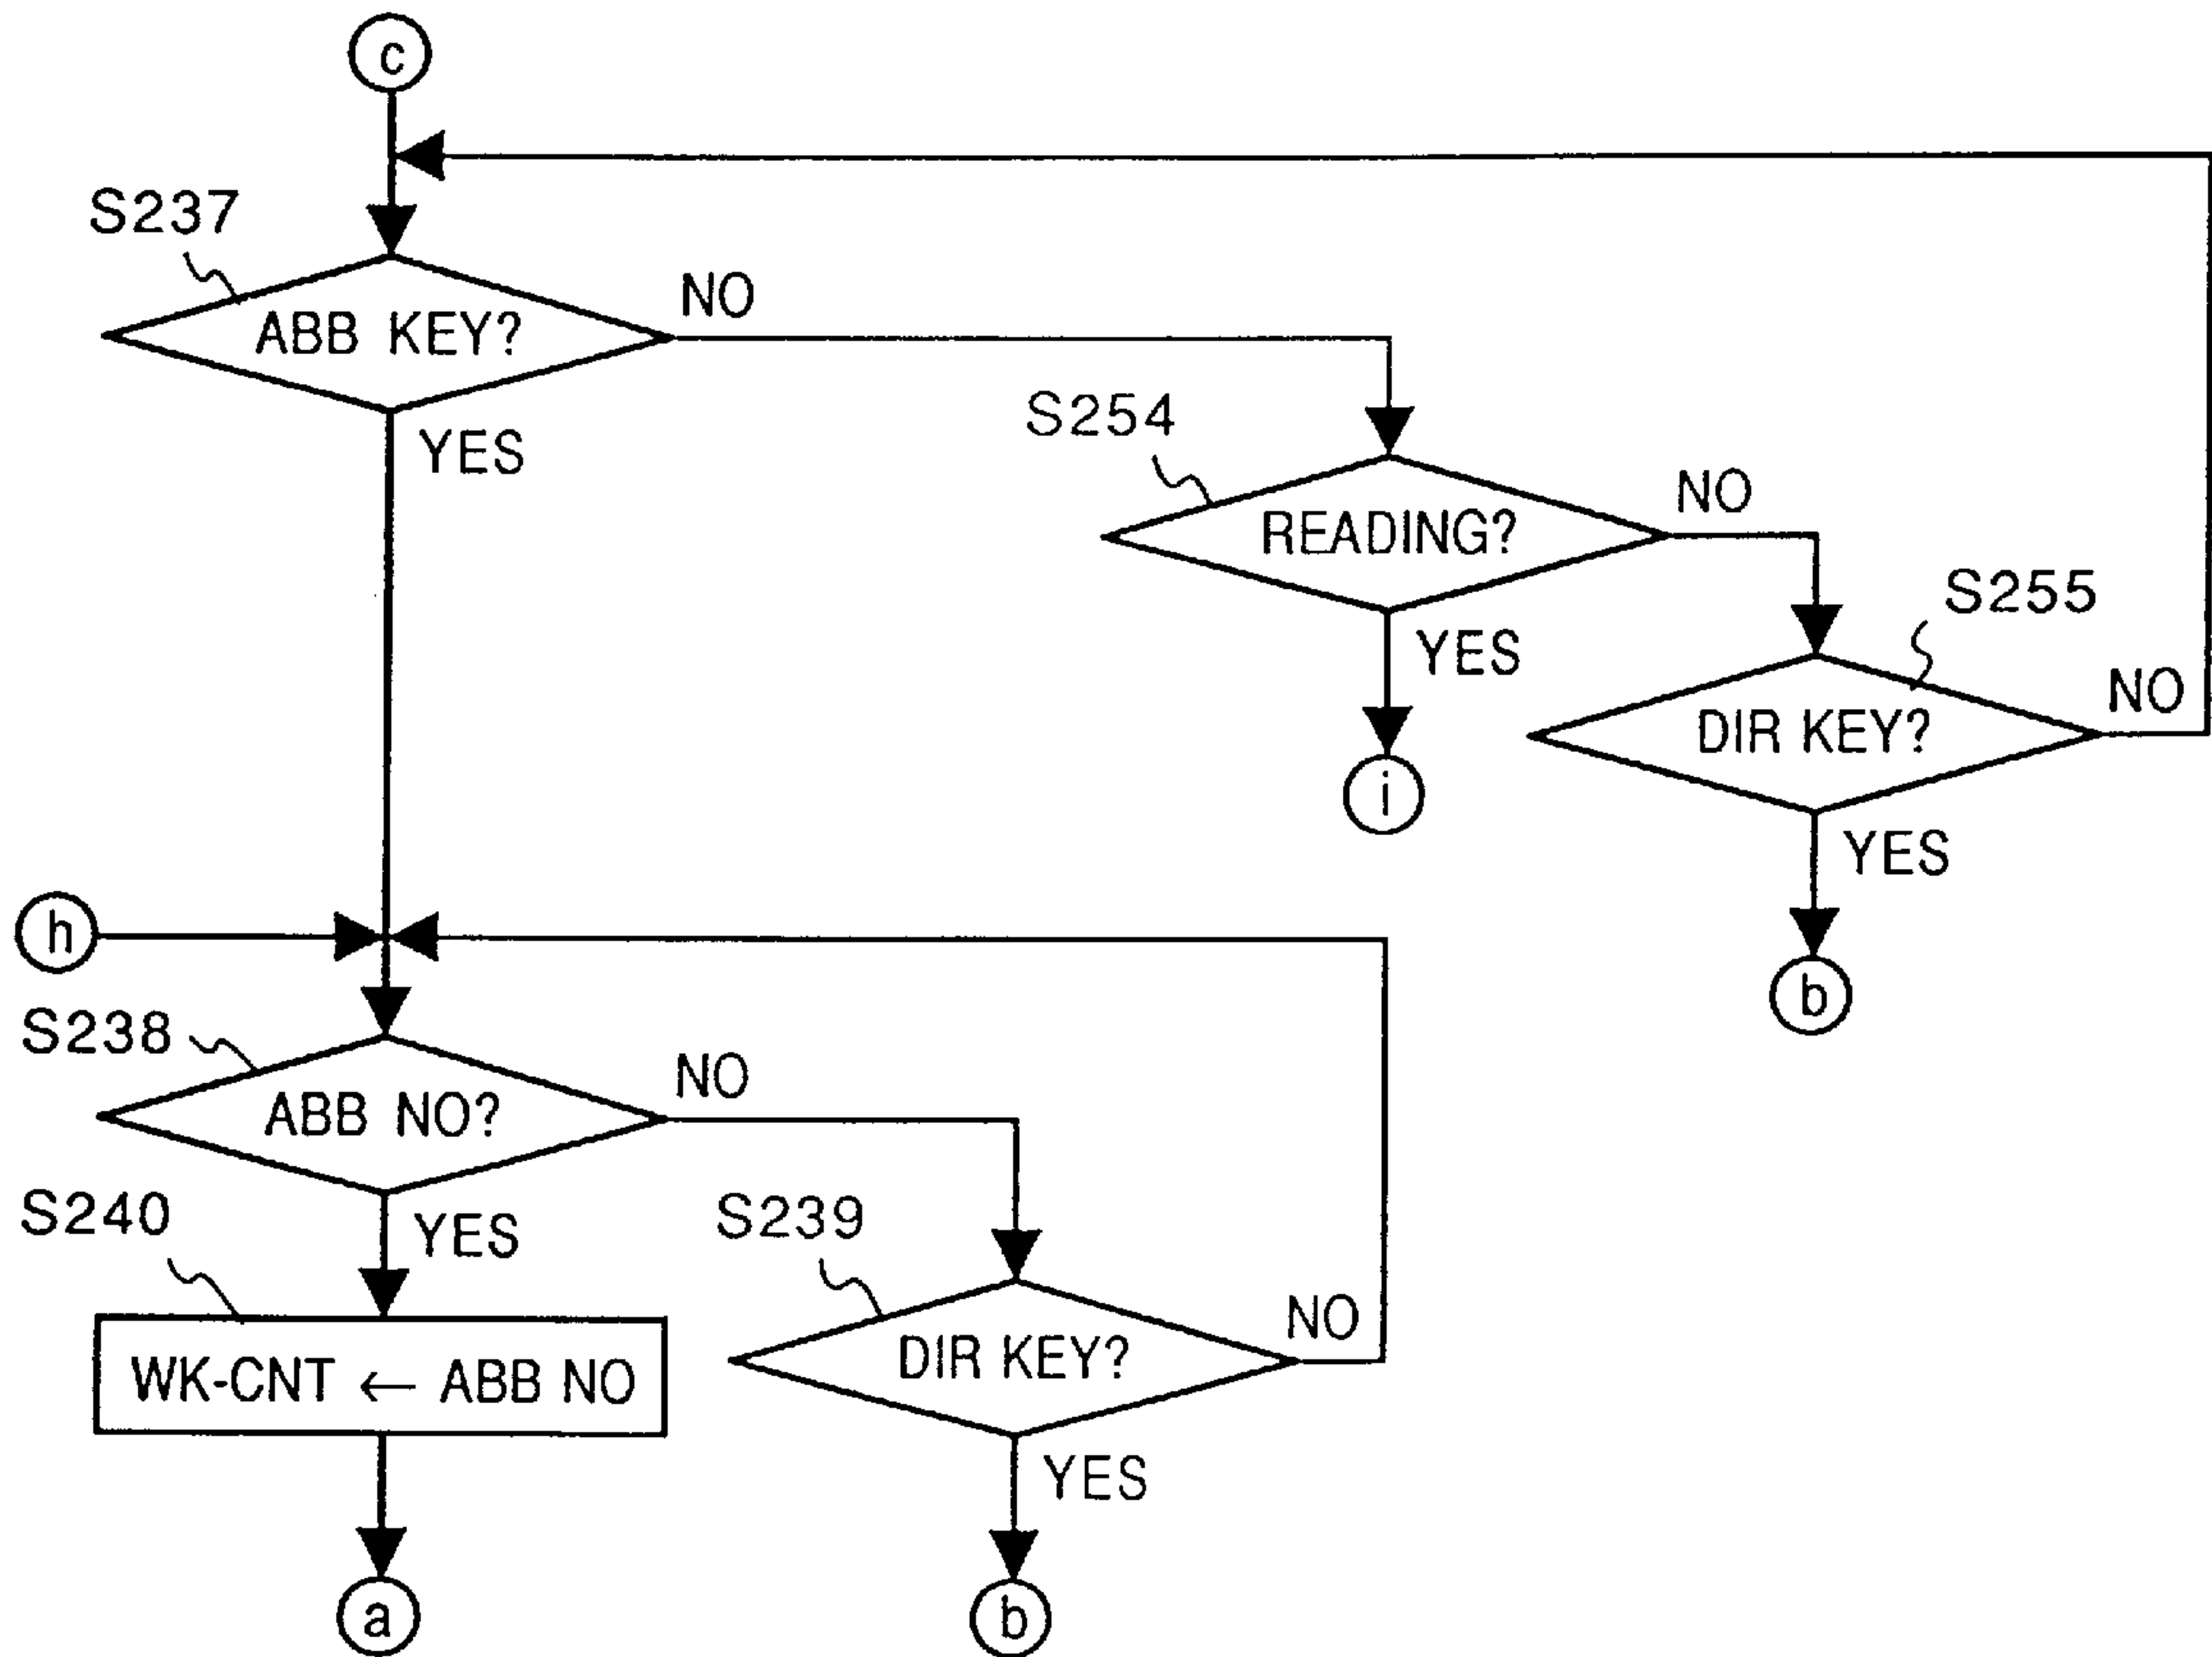 c
S237
ABB KEY?
NO
YES
S254
READING?
NO
YES
i
S255
DIR KEY?
NO
YES
b
h
S238
ABB NO?
NO
YES
S240
WK-CNT ← ABB NO
a
S239
DIR KEY?
NO
YES
b